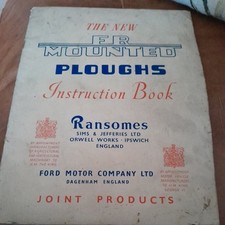 THE NEW
FR
MOUNTED
PLOUGHS
Instruction Book
Ransomes
SIMS & JEFFERIES LTD
ORWELL WORKS · IPSWICH
ENGLAND
FORD MOTOR COMPANY LTD
DAGENHAM ENGLAND
JOINT PRODUCTS